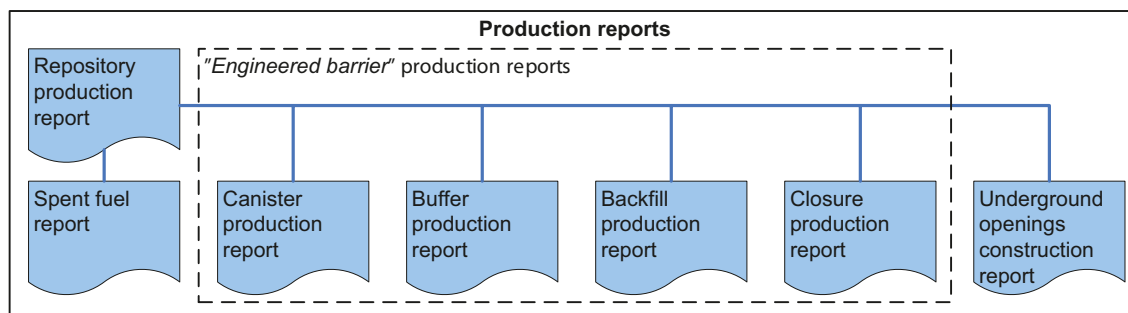 Production reports
Repository
production
report
"Engineered barrier" production reports
Spent fuel
report
Canister
production
report
Buffer
production
report
Backfill
production
report
Closure
production
report
Underground
openings
construction
report